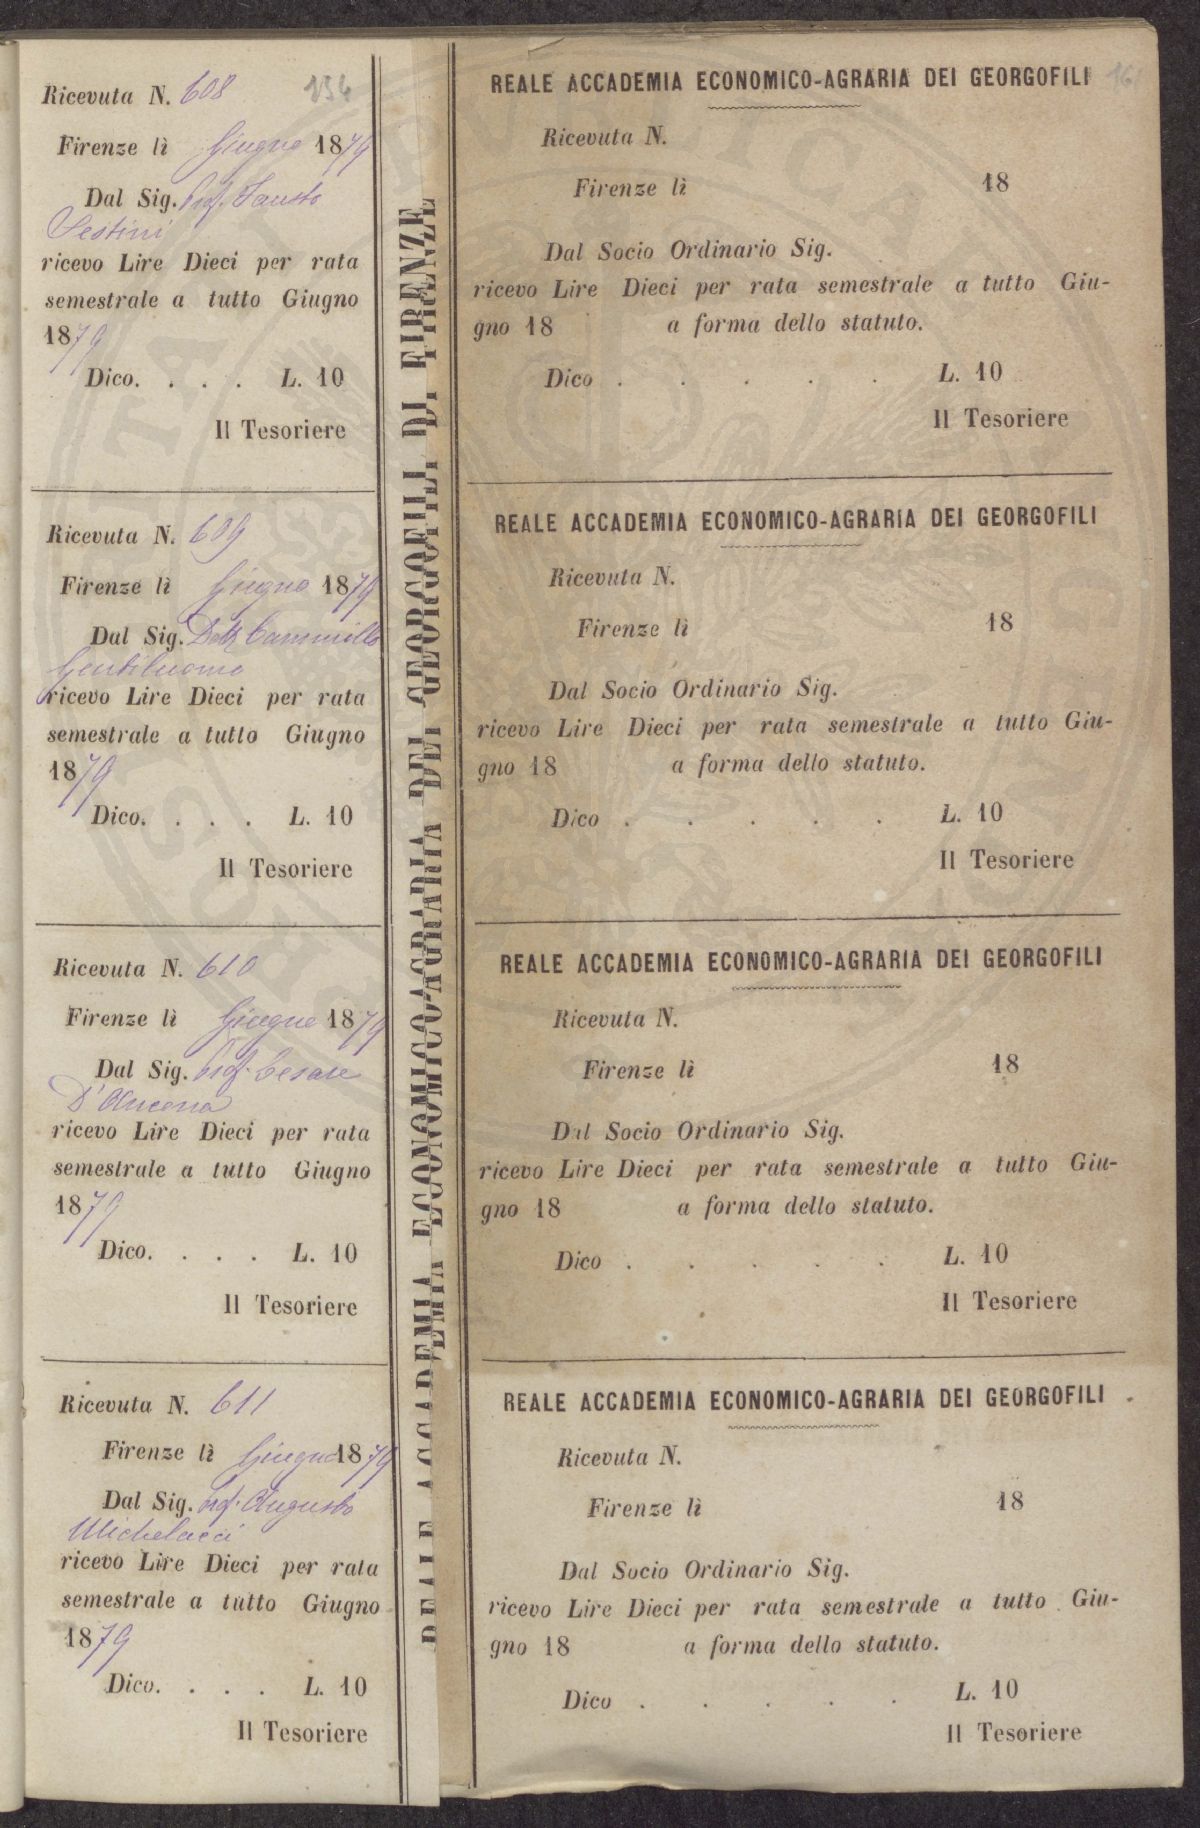 Ricevuta N. 608 154
Firenze lì Giugno 1879
Dal Sig. Prof. Fausto
Sestini
ricevo Lire Dieci per rata
semestrale a tutto Giugno
1879
Dico. . . . L. 10
Il Tesoriere
Ricevuta N. 609
Firenze lì Giugno 1879
Dal Sig. Dott. Cammillo
Gentiluomo
ricevo Lire Dieci per rata
semestrale a tutto Giugno
1879
Dico. . . . L. 10
Il Tesoriere
Ricevuta N. 610
Firenze lì Giugno 1879
Dal Sig. Prof. Cesare
D'Ancona
ricevo Lire Dieci per rata
semestrale a tutto Giugno
1879
Dico. . . . L. 10
Il Tesoriere
Ricevuta N. 611
Firenze lì Giugno 1879
Dal Sig. Prof. Augusto
Michelacci
ricevo Lire Dieci per rata
semestrale a tutto Giugno
1879
Dico. . . . L. 10
Il Tesoriere
REALE ACCADEMIA ECONOMICO-AGRARIA DEI GEORGOFILI DI FIRENZE
REALE ACCADEMIA ECONOMICO-AGRARIA DEI GEORGOFILI
Ricevuta N.
Firenze lì 18
Dal Socio Ordinario Sig.
ricevo Lire Dieci per rata semestrale a tutto Giu-
gno 18 a forma dello statuto.
Dico . . . . . L. 10
Il Tesoriere
REALE ACCADEMIA ECONOMICO-AGRARIA DEI GEORGOFILI
Ricevuta N.
Firenze lì 18
Dal Socio Ordinario Sig.
ricevo Lire Dieci per rata semestrale a tutto Giu-
gno 18 a forma dello statuto.
Dico . . . . . L. 10
Il Tesoriere
REALE ACCADEMIA ECONOMICO-AGRARIA DEI GEORGOFILI
Ricevuta N.
Firenze lì 18
Dal Socio Ordinario Sig.
ricevo Lire Dieci per rata semestrale a tutto Giu-
gno 18 a forma dello statuto.
Dico . . . . . L. 10
Il Tesoriere
REALE ACCADEMIA ECONOMICO-AGRARIA DEI GEORGOFILI
Ricevuta N.
Firenze lì 18
Dal Socio Ordinario Sig.
ricevo Lire Dieci per rata semestrale a tutto Giu-
gno 18 a forma dello statuto.
Dico . . . . . L. 10
Il Tesoriere